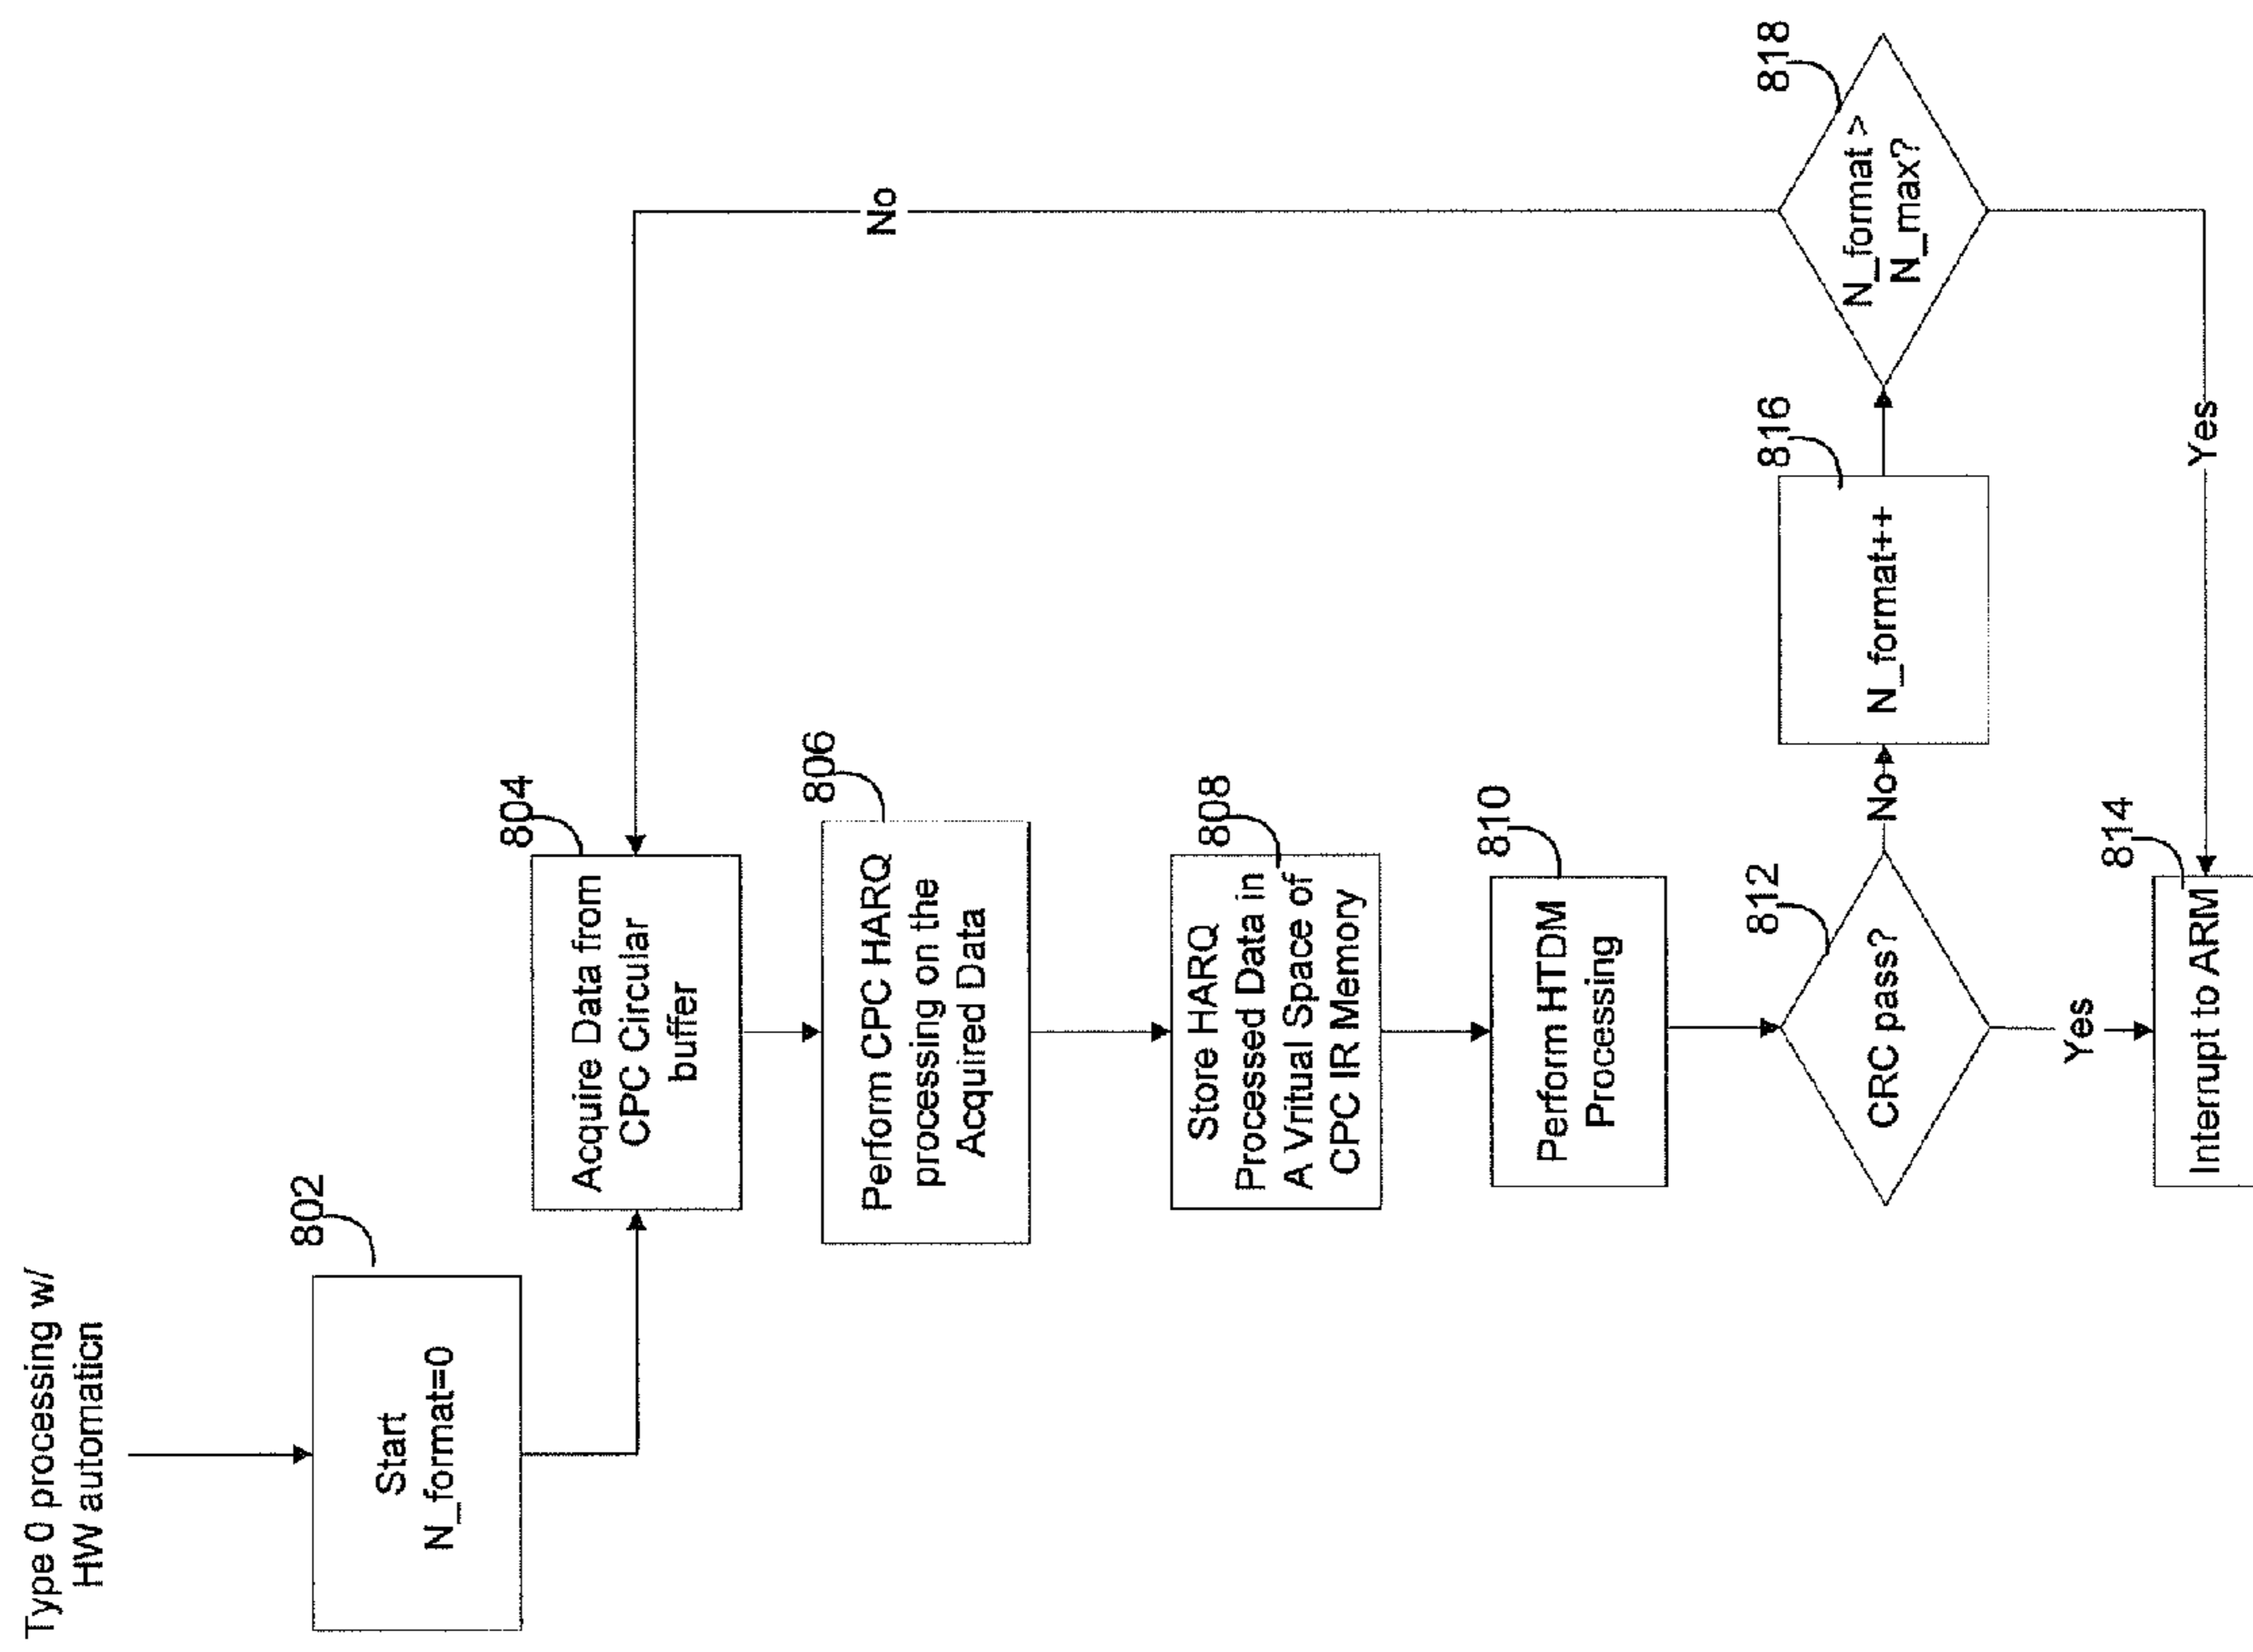 Type 0 processing w/
HW automation
802
Start
N_format=0
804
Acquire Data from
CPC Circular
buffer
806
Perform CPC HARQ
processing on the
Acquired Data
808
Store HARQ
Processed Data in
A Vritual Space of
CPC IR Memory
810
Perform HTDM
Processing
812
CRC pass?
No
Yes
814
Interrupt to ARM
816
N_format++
818
N_format >
N_max?
No
Yes